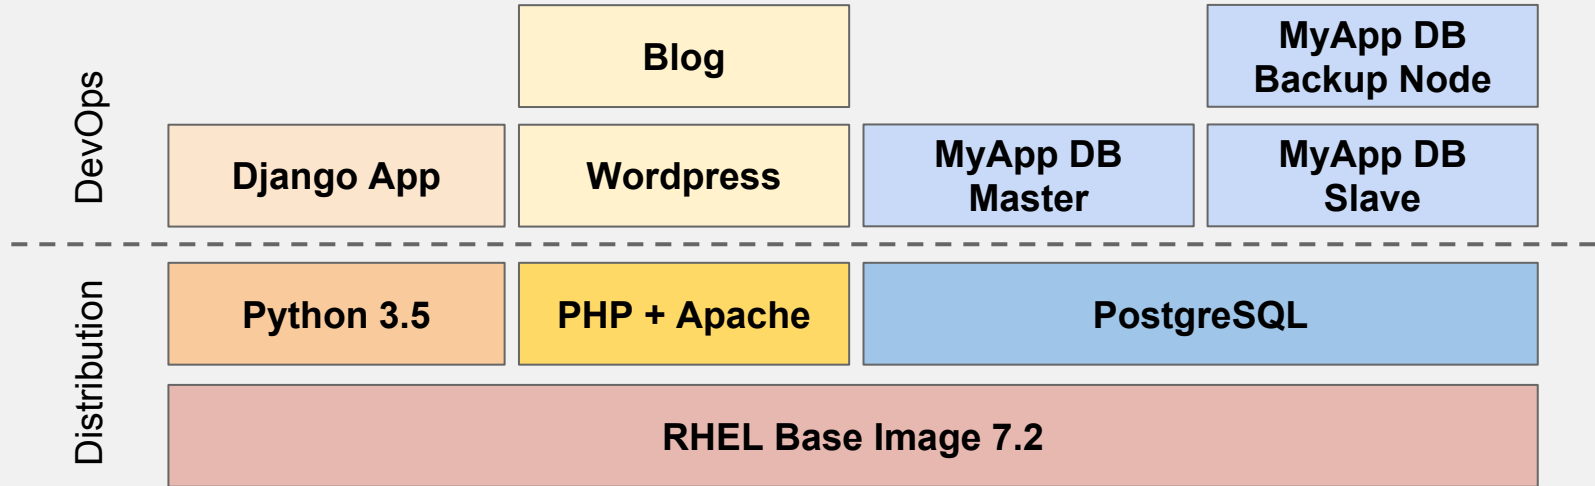 DevOps
Blog
MyApp DB
Backup Node
Django App
Wordpress
MyApp DB
Master
MyApp DB
Slave
Distribution
Python 3.5
PHP + Apache
PostgreSQL
RHEL Base Image 7.2